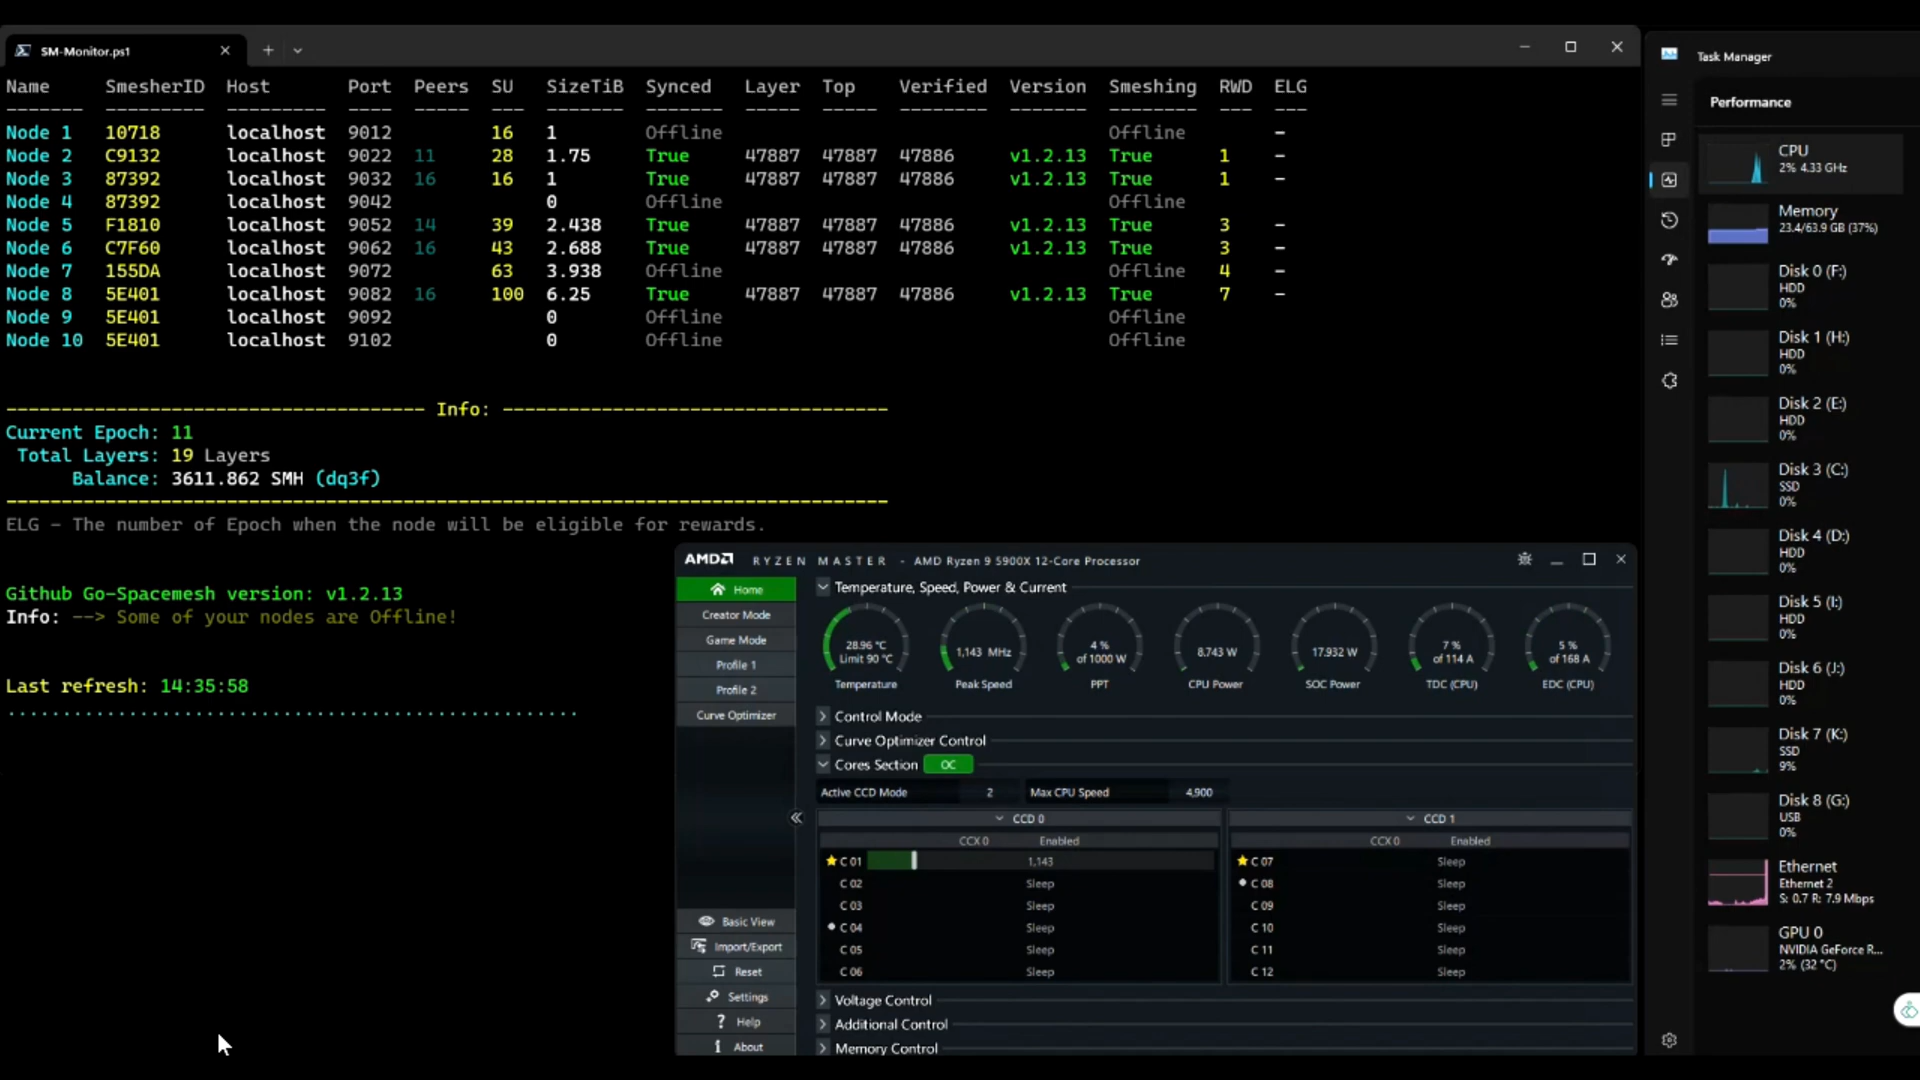 SM-Monitor.ps1
Name SmesherID Host Port Peers SU SizeTiB Synced Layer Top Verified Version Smeshing RWD ELG
------- --------- --------- ---- ----- -- ------- ------- ----- ----- -------- ------- -------- --- ---
Node 1 10718 localhost 9012 16 1 Offline Offline -
Node 2 C9132 localhost 9022 11 28 1.75 True 47887 47887 47886 v1.2.13 True 1 -
Node 3 87392 localhost 9032 16 16 1 True 47887 47887 47886 v1.2.13 True 1 -
Node 4 87392 localhost 9042 0 Offline Offline
Node 5 F1810 localhost 9052 14 39 2.438 True 47887 47887 47886 v1.2.13 True 3 -
Node 6 C7F60 localhost 9062 16 43 2.688 True 47887 47887 47886 v1.2.13 True 3 -
Node 7 155DA localhost 9072 63 3.938 Offline Offline 4 -
Node 8 5E401 localhost 9082 16 100 6.25 True 47887 47887 47886 v1.2.13 True 7 -
Node 9 5E401 localhost 9092 0 Offline Offline
Node 10 5E401 localhost 9102 0 Offline Offline
-------------------------------------- Info: -----------------------------------
Current Epoch: 11
Total Layers: 19 Layers
Balance: 3611.862 SMH (dq3f)
--------------------------------------------------------------------------------
ELG - The number of Epoch when the node will be eligible for rewards.
Github Go-Spacemesh version: v1.2.13
Info: --> Some of your nodes are Offline!
Last refresh: 14:35:58
....................................................
AMD RYZEN MASTER - AMD Ryzen 9 5900X 12-Core Processor
Home
Creator Mode
Game Mode
Profile 1
Profile 2
Curve Optimizer
Basic View
Import/Export
Reset
Settings
Help
About
Temperature, Speed, Power & Current
28.96 °C
Limit 90 °C
Temperature
1,143 MHz
Peak Speed
4 %
of 1000 W
PPT
8.743 W
CPU Power
17.932 W
SOC Power
7 %
of 114 A
TDC (CPU)
5 %
of 168 A
EDC (CPU)
Control Mode
Curve Optimizer Control
Cores Section OC
Active CCD Mode 2 Max CPU Speed 4,900
CCD 0
CCX 0 Enabled
C 01 1,143
C 02 Sleep
C 03 Sleep
C 04 Sleep
C 05 Sleep
C 06 Sleep
CCD 1
CCX 0 Enabled
C 07 Sleep
C 08 Sleep
C 09 Sleep
C 10 Sleep
C 11 Sleep
C 12 Sleep
Voltage Control
Additional Control
Memory Control
Task Manager
Performance
CPU
2% 4.33 GHz
Memory
23.4/63.9 GB (37%)
Disk 0 (F:)
HDD
0%
Disk 1 (H:)
HDD
0%
Disk 2 (E:)
HDD
0%
Disk 3 (C:)
SSD
0%
Disk 4 (D:)
HDD
0%
Disk 5 (I:)
HDD
0%
Disk 6 (J:)
HDD
0%
Disk 7 (K:)
SSD
9%
Disk 8 (G:)
USB
0%
Ethernet
Ethernet 2
S: 0.7 R: 7.9 Mbps
GPU 0
NVIDIA GeForce R...
2% (32 °C)